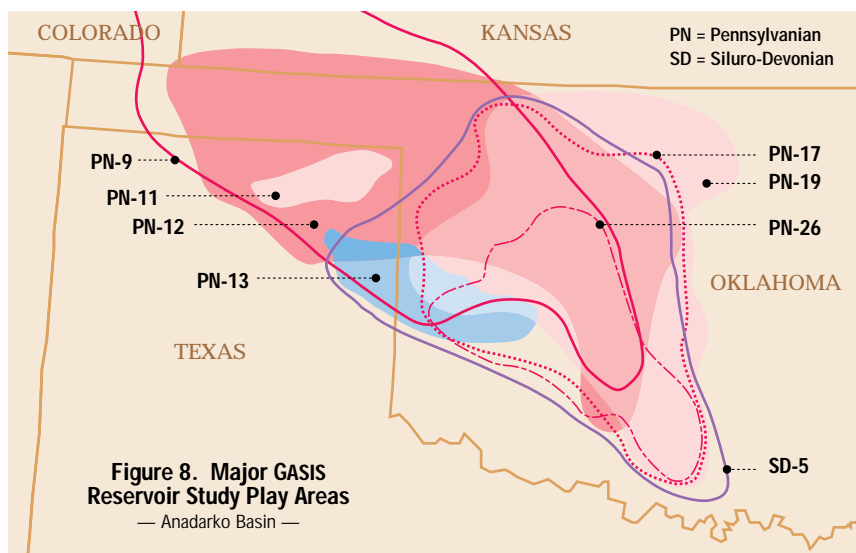 COLORADO
KANSAS
PN = Pennsylvanian
SD = Siluro-Devonian
PN-9
PN-11
PN-12
PN-13
PN-17
PN-19
PN-26
OKLAHOMA
TEXAS
SD-5
Figure 8. Major GASIS
Reservoir Study Play Areas
— Anadarko Basin —